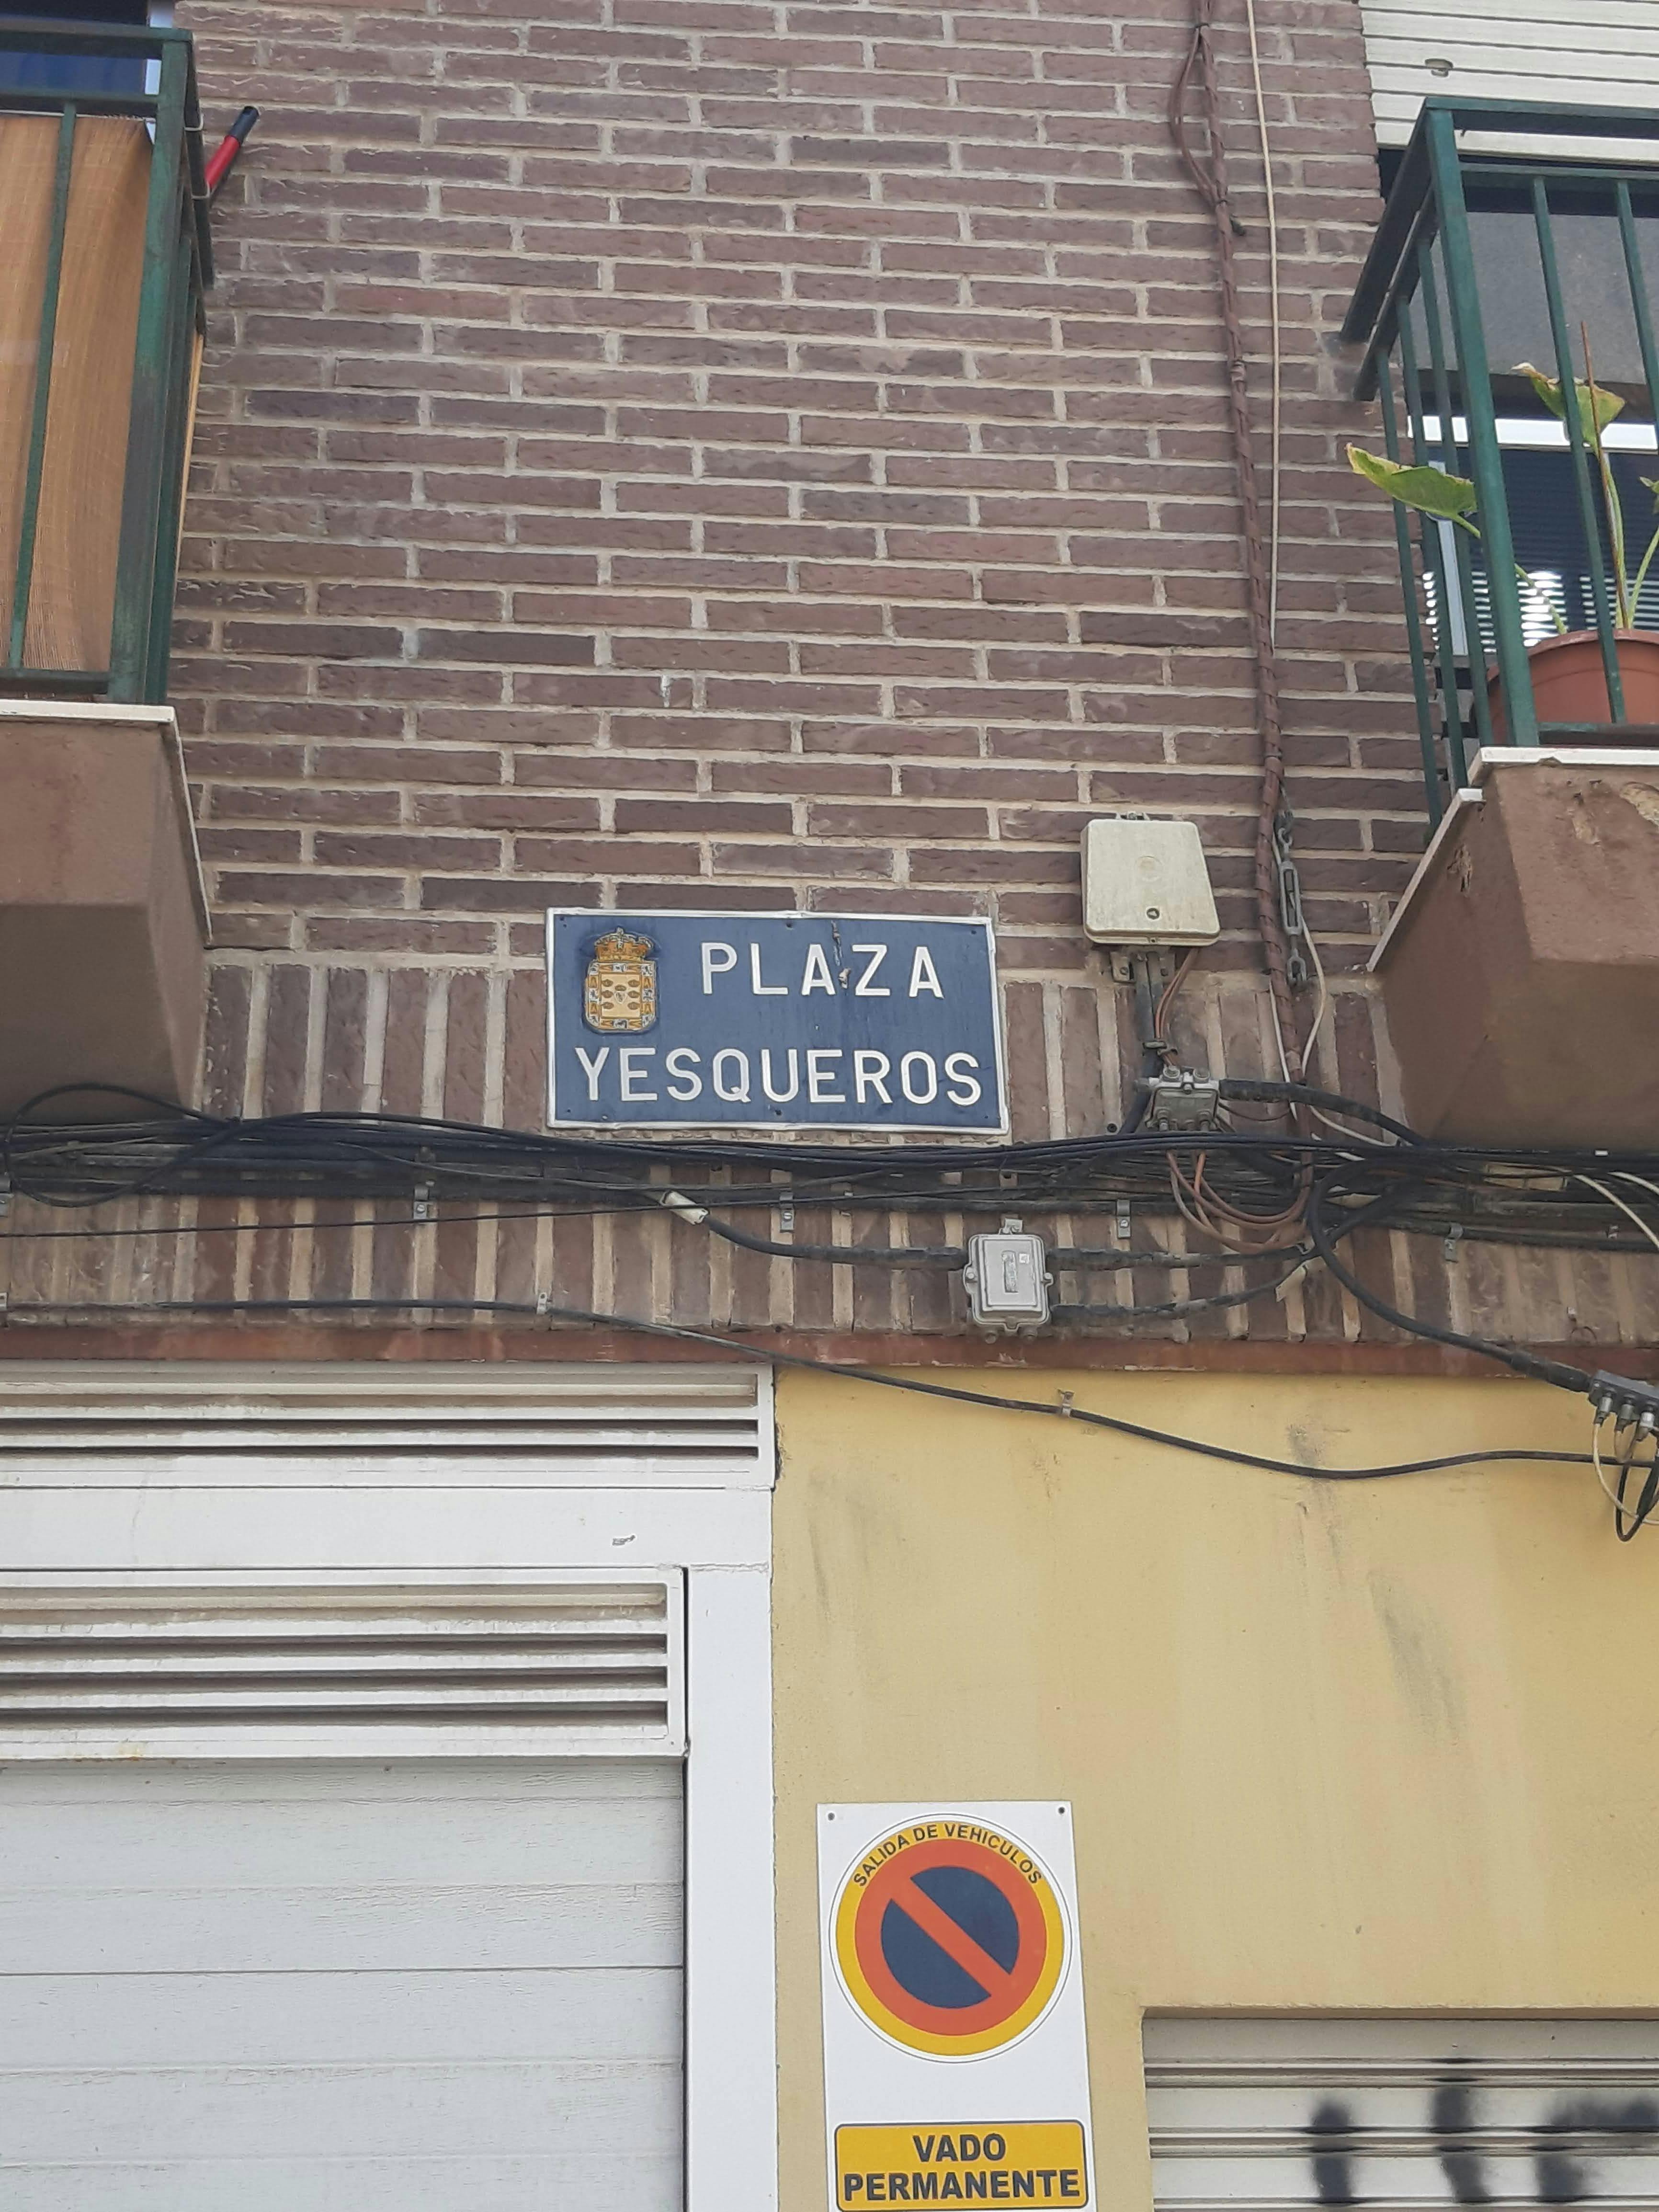 PLAZA
YESQUEROS
SALIDA DE VEHICULOS
VADO
PERMANENTE